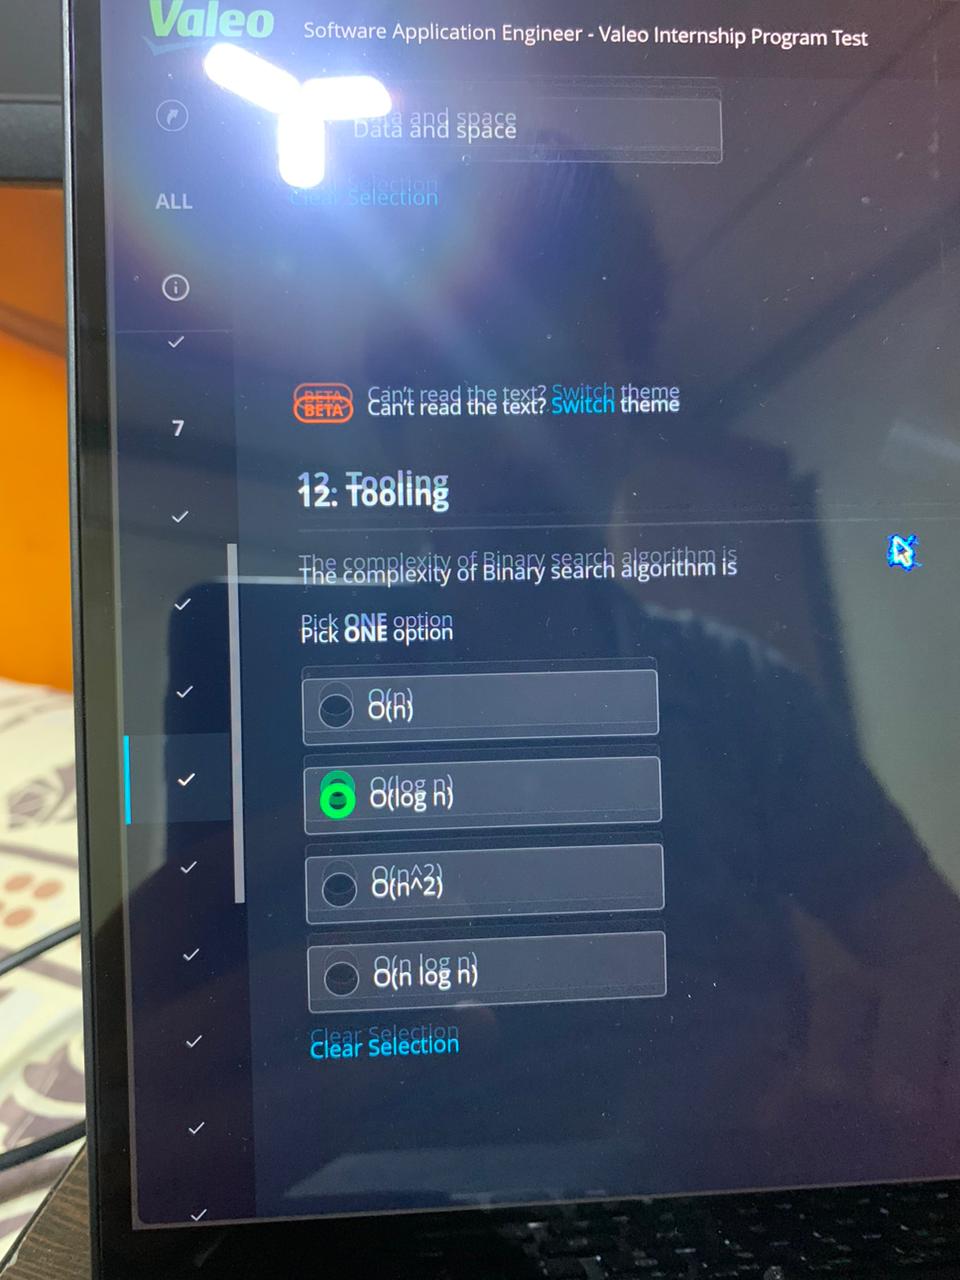 Valeo
Software Application Engineer - Valeo Internship Program Test
Data and space
Clear Selection
ALL
7
BETA Can't read the text? Switch theme
12: Tooling
The complexity of Binary search algorithm is
Pick ONE option
O(n)
O(log n)
O(n^2)
O(n log n)
Clear Selection